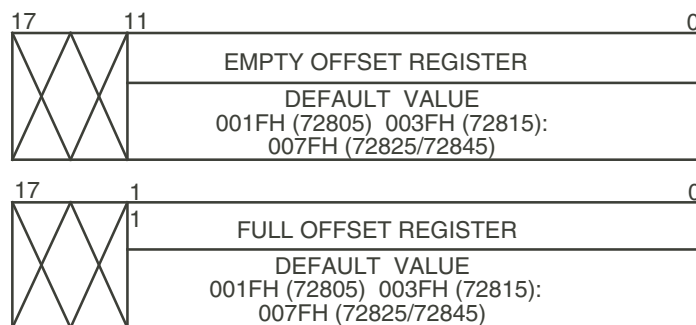 17 11 0
EMPTY OFFSET REGISTER
DEFAULT VALUE
001FH (72805) 003FH (72815):
007FH (72825/72845)
17 1 0
1
FULL OFFSET REGISTER
DEFAULT VALUE
001FH (72805) 003FH (72815):
007FH (72825/72845)